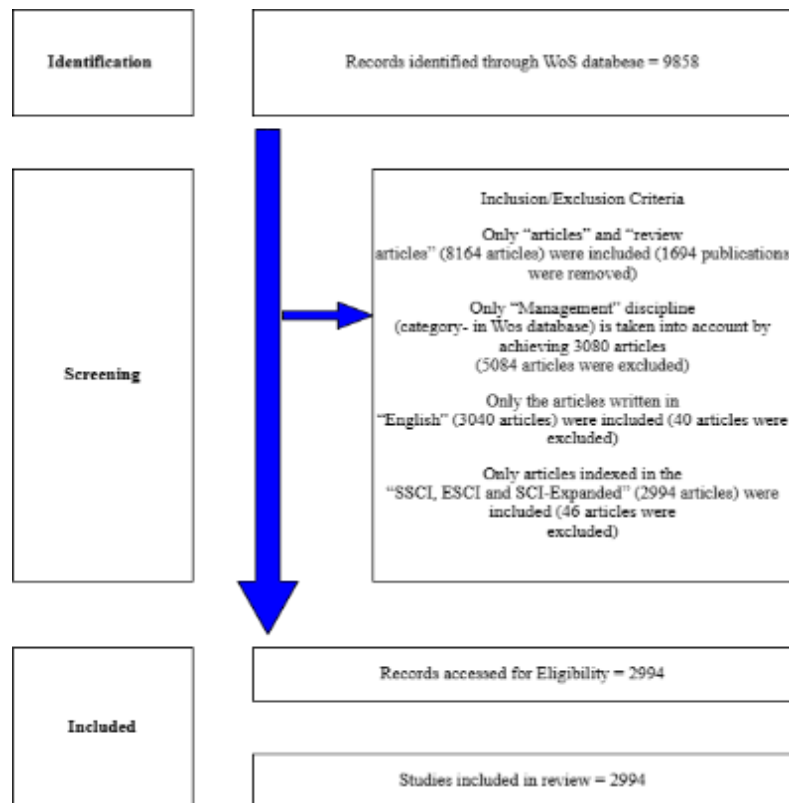 Identification
Records identified through WoS databese = 9858
Screening
Inclusion/Exclusion Criteria
Only “articles” and “review
articles” (8164 articles) were included (1694 publications
were removed)
Only “Management” discipline
(category- in Wos database) is taken into account by
achieving 3080 articles
(5084 articles were excluded)
Only the articles written in
“English” (3040 articles) were included (40 articles were
excluded)
Only articles indexed in the
“SSCI, ESCI and SCI-Expanded” (2994 articles) were
included (46 articles were
excluded)
Included
Records accessed for Eligibility = 2994
Studies included in review = 2994